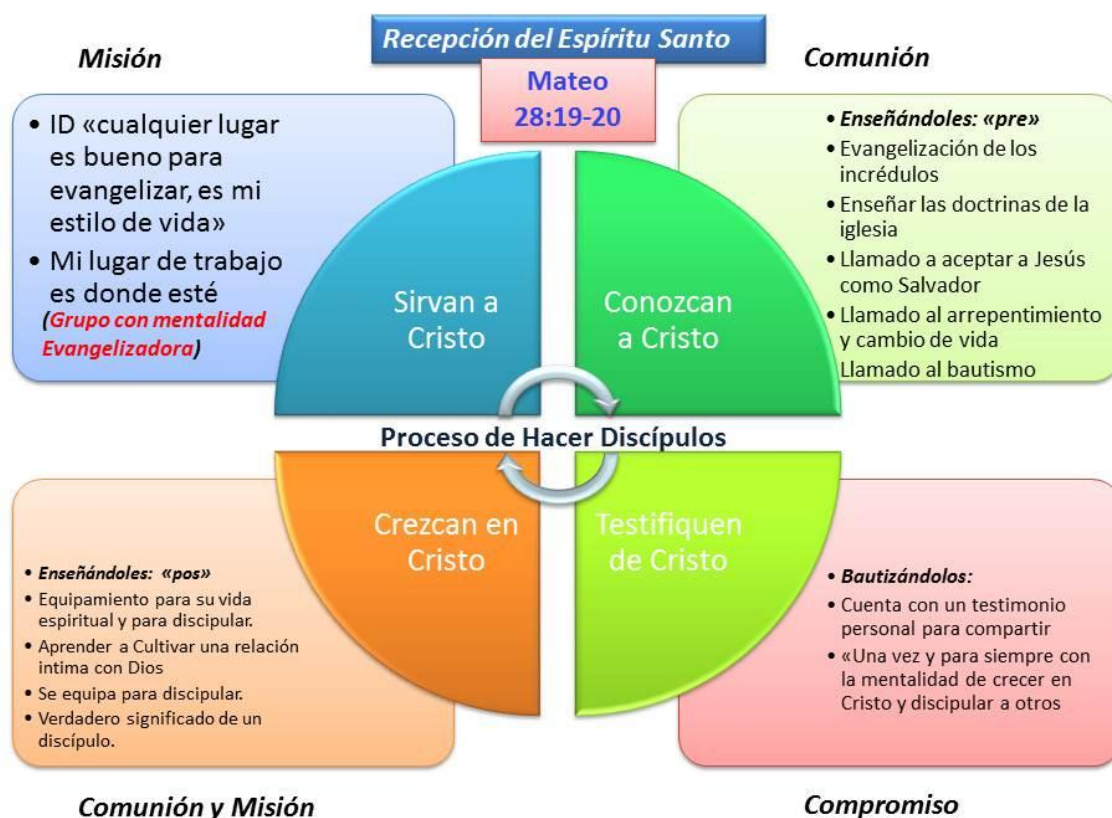 Recepción del Espíritu Santo
Mateo
28:19-20
Misión
• ID «cualquier lugar
es bueno para
evangelizar, es mi
estilo de vida»
• Mi lugar de trabajo
es donde esté
(Grupo con mentalidad
Evangelizadora)
Comunión
• Enseñándoles: «pre»
• Evangelización de los
incrédulos
• Enseñar las doctrinas de la
iglesia
• Llamado a aceptar a Jesús
como Salvador
• Llamado al arrepentimiento
y cambio de vida
Llamado al bautismo
Sirvan a
Cristo
Conozcan
a Cristo
Proceso de Hacer Discípulos
Crezcan en
Cristo
Testifiquen
de Cristo
• Enseñándoles: «pos»
• Equipamiento para su vida
espiritual y para discipular.
• Aprender a Cultivar una relación
intima con Dios
• Se equipa para discipular.
• Verdadero significado de un
discípulo.
Comunión y Misión
• Bautizándolos:
• Cuenta con un testimonio
personal para compartir
• «Una vez y para siempre con
la mentalidad de crecer en
Cristo y discipular a otros
Compromiso